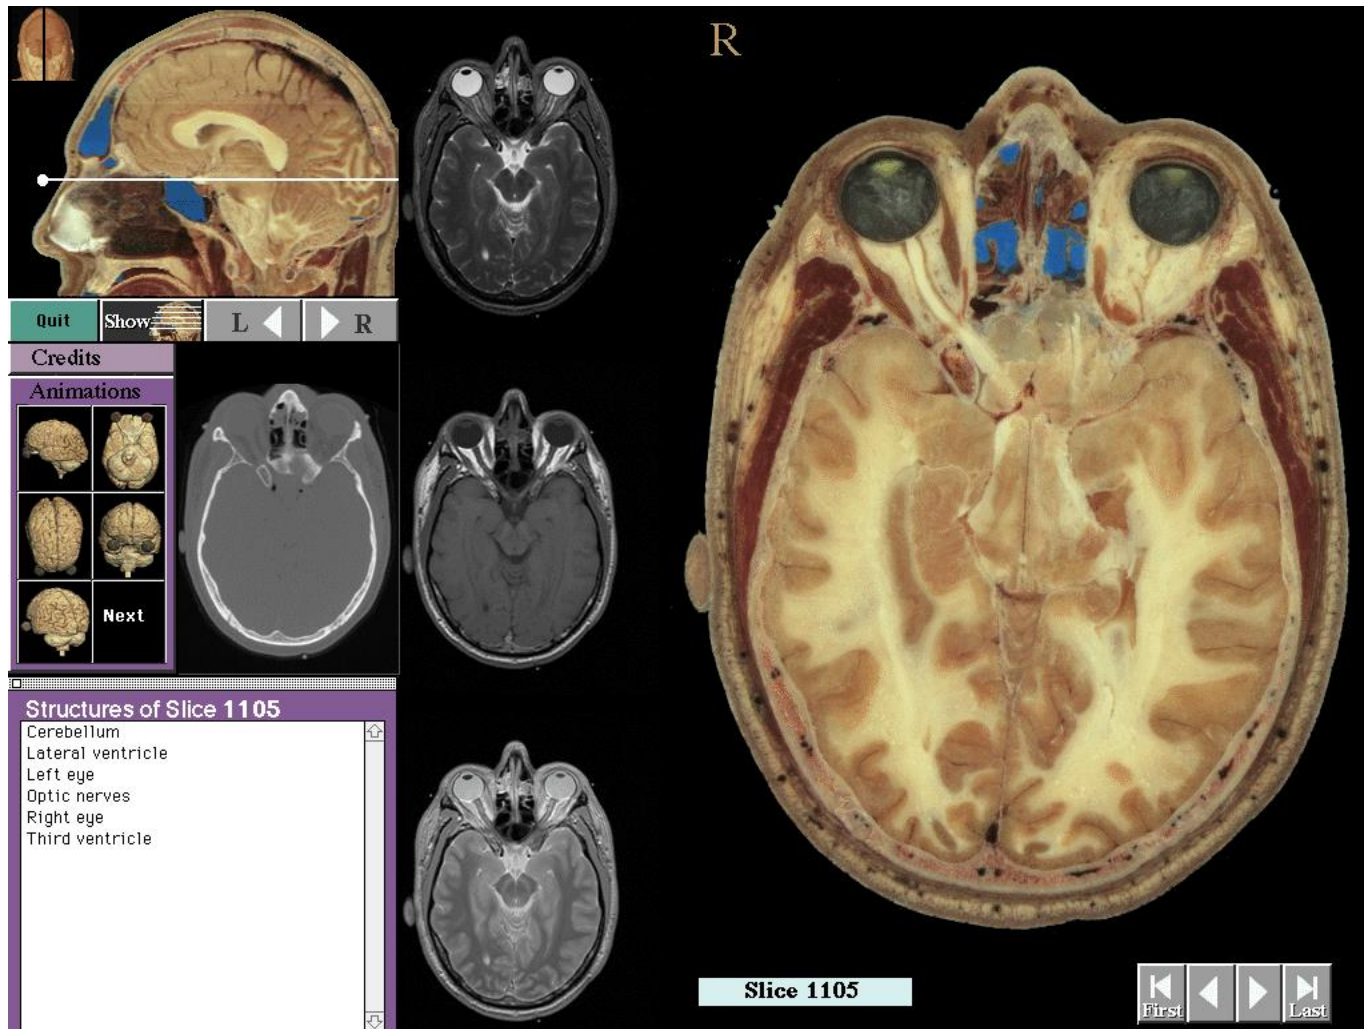 R
Quit
Show
L
R
Credits
Animations
Next
Structures of Slice 1105
Cerebellum
Lateral ventricle
Left eye
Optic nerves
Right eye
Third ventricle
Slice 1105
First
Last